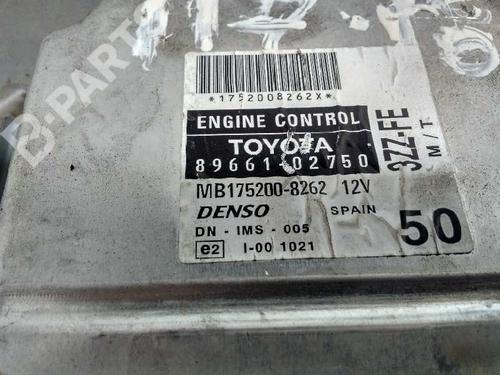 *1752008262X*
ENGINE CONTROL
TOYOTA
89661-02750
MB175200-8262 12V
DENSO SPAIN
DN - IMS - 005
e2 I-00 1021
3ZZ-FE
M/T
50
B-PARTS
B-PARTS